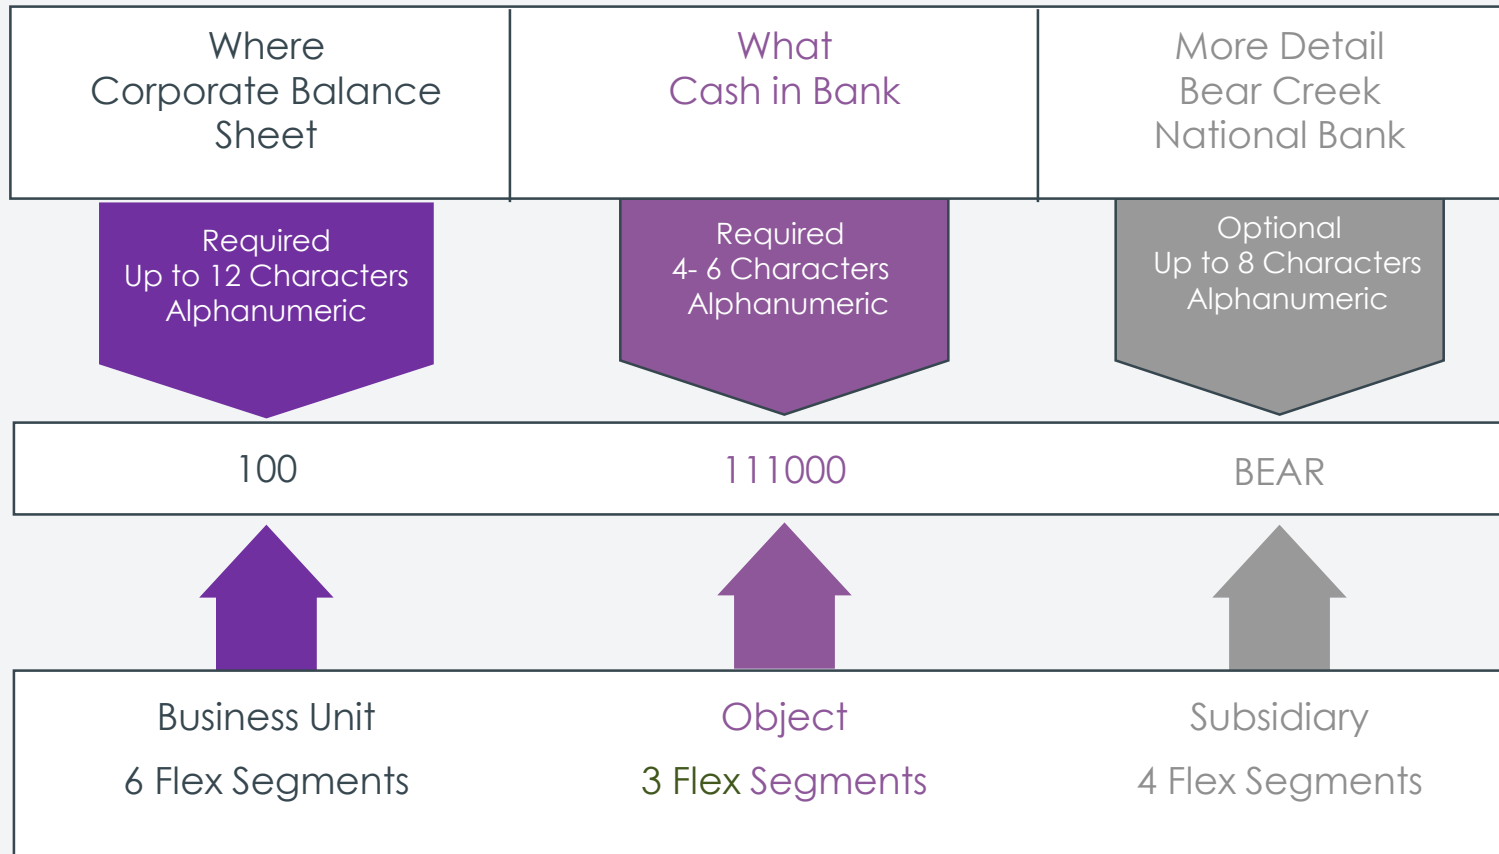 Where
Corporate Balance
Sheet
What
Cash in Bank
More Detail
Bear Creek
National Bank
Required
Up to 12 Characters
Alphanumeric
Required
4- 6 Characters
Alphanumeric
Optional
Up to 8 Characters
Alphanumeric
100
111000
BEAR
Business Unit
6 Flex Segments
Object
3 Flex Segments
Subsidiary
4 Flex Segments